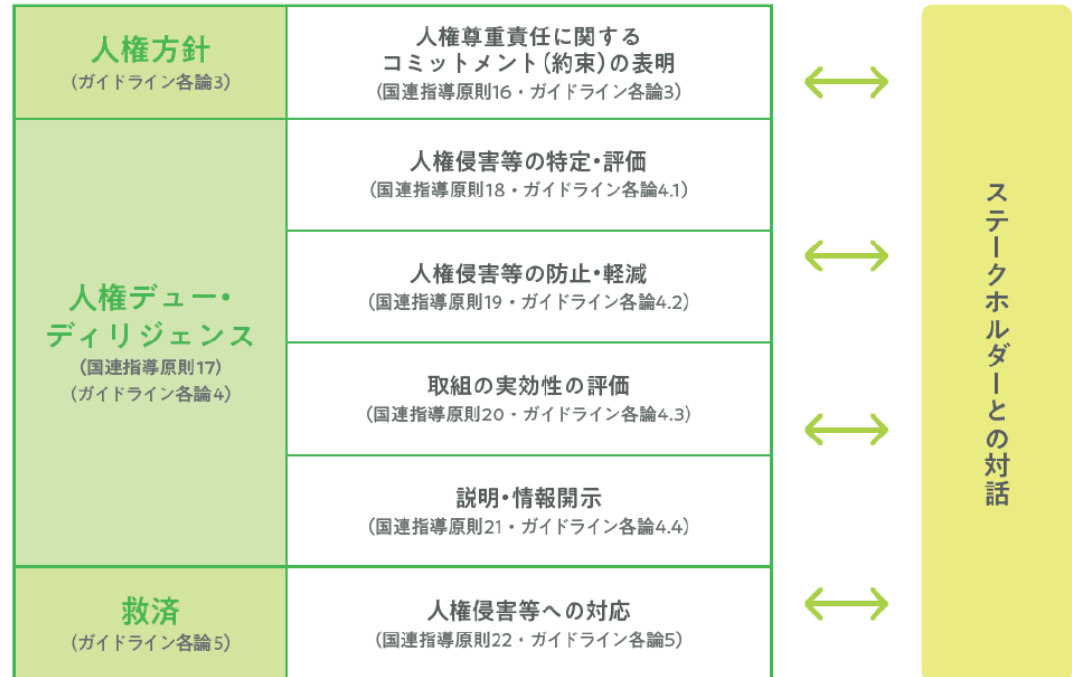 人権方針
(ガイドライン各論3)
人権尊重責任に関する
コミットメント(約束)の表明
(国連指導原則16・ガイドライン各論3)
人権デュー・
ディリジェンス
(国連指導原則17)
(ガイドライン各論4)
人権侵害等の特定・評価
(国連指導原則18・ガイドライン各論4.1)
人権侵害等の防止・軽減
(国連指導原則19・ガイドライン各論4.2)
取組の実効性の評価
(国連指導原則20・ガイドライン各論4.3)
説明・情報開示
(国連指導原則21・ガイドライン各論4.4)
救済
(ガイドライン各論5)
人権侵害等への対応
(国連指導原則22・ガイドライン各論5)
ステークホルダーとの対話